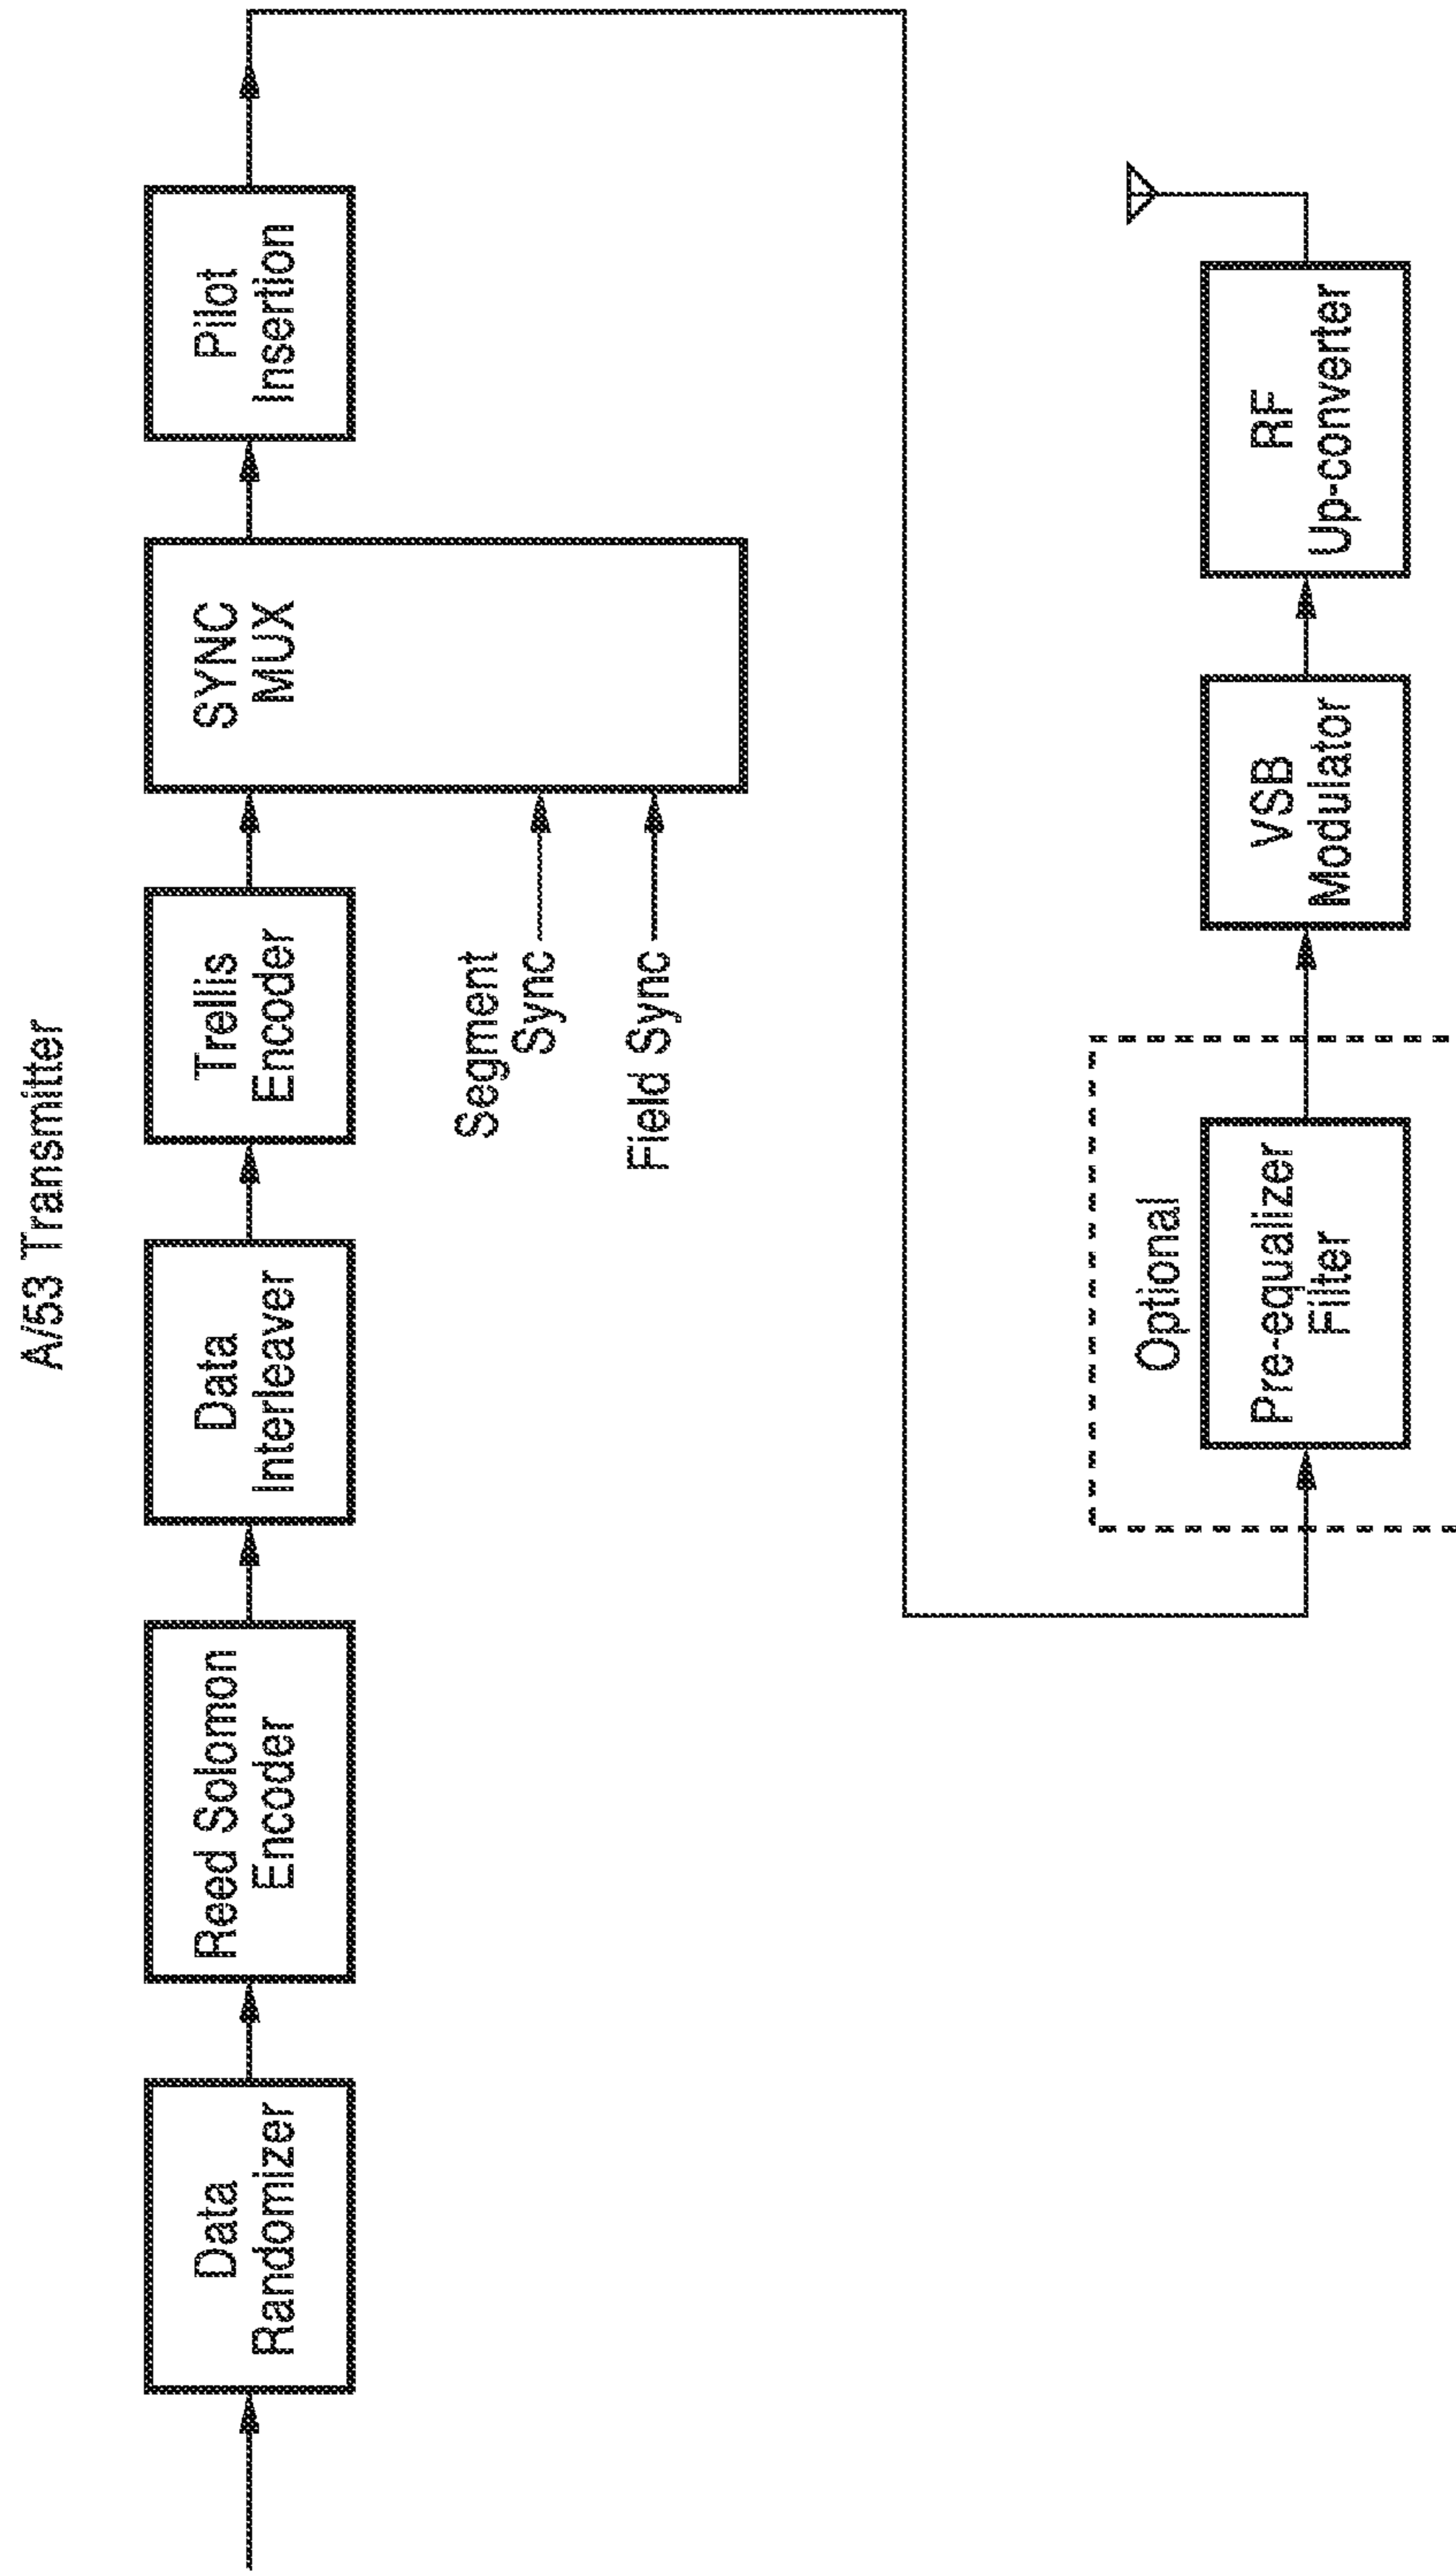 A/53 Transmitter
Data
Randomizer
Reed Solomon
Encoder
Data
Interleaver
Trellis
Encoder
SYNC
MUX
Pilot
Insertion
Segment
Sync
Field Sync
Optional
Pre-equalizer
Filter
VSB
Modulator
RF
Up-converter